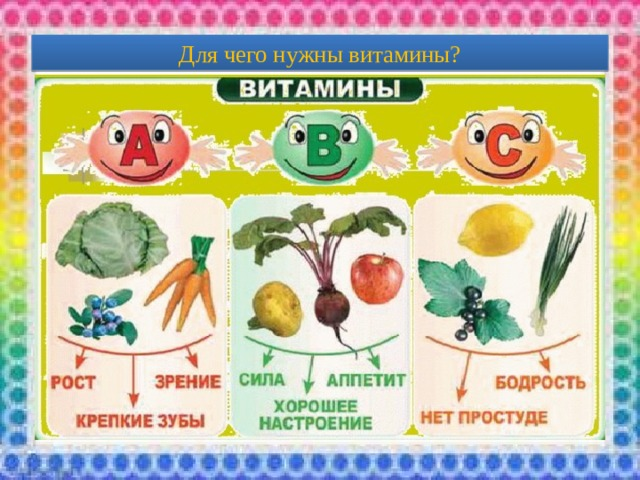 Для чего нужны витамины?
ВИТАМИНЫ
А В С
РОСТ ЗРЕНИЕ
КРЕПКИЕ ЗУБЫ
СИЛА АППЕТИТ
ХОРОШЕЕ
НАСТРОЕНИЕ
БОДРОСТЬ
НЕТ ПРОСТУДЕ